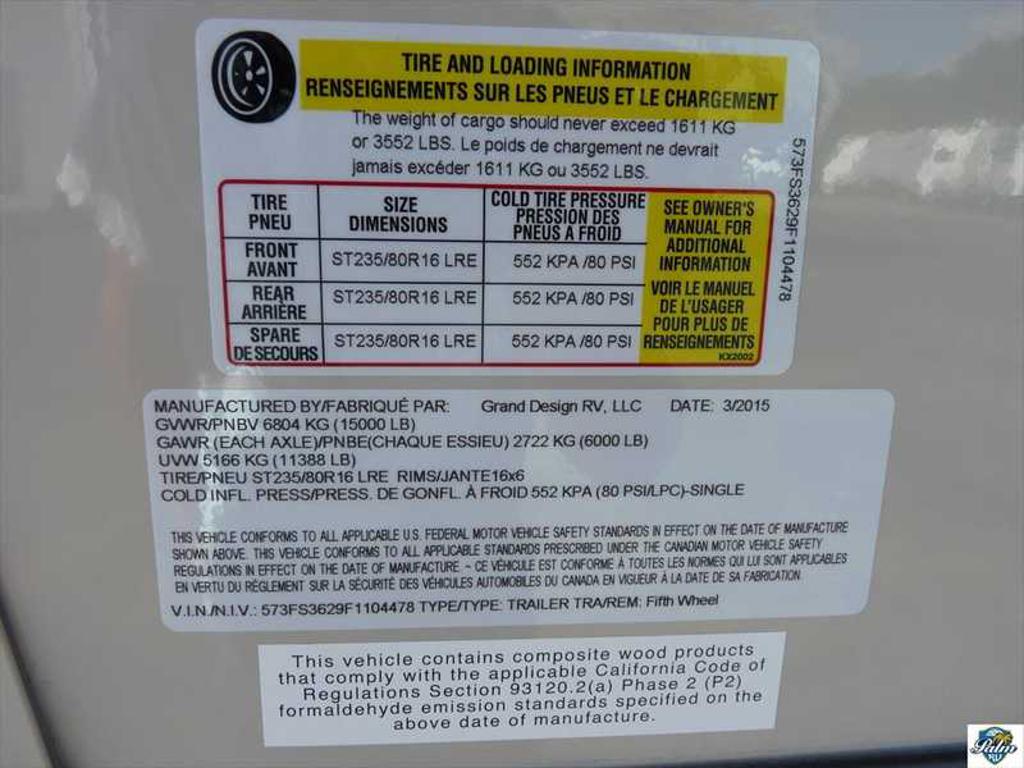 TIRE AND LOADING INFORMATION
RENSEIGNEMENTS SUR LES PNEUS ET LE CHARGEMENT
The weight of cargo should never exceed 1611 KG
or 3552 LBS. Le poids de chargement ne devrait
jamais excéder 1611 KG ou 3552 LBS.
TIRE
PNEU
SIZE
DIMENSIONS
COLD TIRE PRESSURE
PRESSION DES
PNEUS À FROID
FRONT
AVANT
ST235/80R16 LRE
552 KPA /80 PSI
REAR
ARRIÈRE
ST235/80R16 LRE
552 KPA /80 PSI
SPARE
DE SECOURS
ST235/80R16 LRE
552 KPA /80 PSI
SEE OWNER'S
MANUAL FOR
ADDITIONAL
INFORMATION
VOIR LE MANUEL
DE L'USAGER
POUR PLUS DE
RENSEIGNEMENTS
KX2002
573FS3629F1104478
MANUFACTURED BY/FABRIQUÉ PAR: Grand Design RV, LLC DATE: 3/2015
GVWR/PNBV 6804 KG (15000 LB)
GAWR (EACH AXLE)/PNBE(CHAQUE ESSIEU) 2722 KG (6000 LB)
UVW 5166 KG (11388 LB)
TIRE/PNEU ST235/80R16 LRE RIMS/JANTE16x6
COLD INFL. PRESS/PRESS. DE GONFL. À FROID 552 KPA (80 PSI/LPC)-SINGLE
THIS VEHICLE CONFORMS TO ALL APPLICABLE U.S. FEDERAL MOTOR VEHICLE SAFETY STANDARDS IN EFFECT ON THE DATE OF MANUFACTURE
SHOWN ABOVE. THIS VEHICLE CONFORMS TO ALL APPLICABLE STANDARDS PRESCRIBED UNDER THE CANADIAN MOTOR VEHICLE SAFETY
REGULATIONS IN EFFECT ON THE DATE OF MANUFACTURE ~ CE VÉHICULE EST CONFORME À TOUTES LES NORMES QUI LUI SONT APPLICABLES
EN VERTU DU RÈGLEMENT SUR LA SÉCURITÉ DES VÉHICULES AUTOMOBILES DU CANADA EN VIGUEUR À LA DATE DE SA FABRICATION.
V.I.N./N.I.V.: 573FS3629F1104478 TYPE/TYPE: TRAILER TRA/REM: Fifth Wheel
This vehicle contains composite wood products
that comply with the applicable California Code of
Regulations Section 93120.2(a) Phase 2 (P2)
formaldehyde emission standards specified on the
above date of manufacture.
Palm
RV